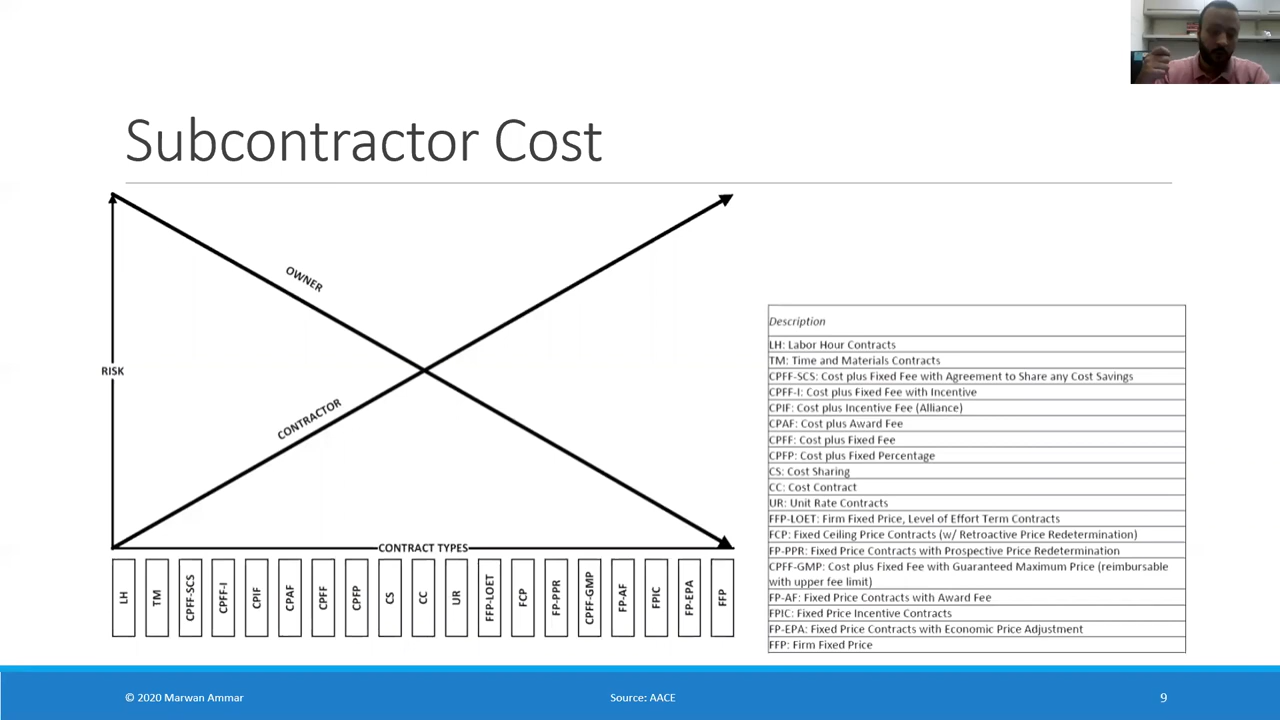 Subcontractor Cost
OWNER
RISK
CONTRACTOR
CONTRACT TYPES
LH
TM
CPFF-SCS
CPFF-I
CPIF
CPAF
CPFF
CPFP
CS
CC
UR
FFP-LOET
FCP
FP-PPR
CPFF-GMP
FP-AF
FPIC
FP-EPA
FFP
Description
LH: Labor Hour Contracts
TM: Time and Materials Contracts
CPFF-SCS: Cost plus Fixed Fee with Agreement to Share any Cost Savings
CPFF-I: Cost plus Fixed Fee with Incentive
CPIF: Cost plus Incentive Fee (Alliance)
CPAF: Cost plus Award Fee
CPFF: Cost plus Fixed Fee
CPFP: Cost plus Fixed Percentage
CS: Cost Sharing
CC: Cost Contract
UR: Unit Rate Contracts
FFP-LOET: Firm Fixed Price, Level of Effort Term Contracts
FCP: Fixed Ceiling Price Contracts (w/ Retroactive Price Redetermination)
FP-PPR: Fixed Price Contracts with Prospective Price Redetermination
CPFF-GMP: Cost plus Fixed Fee with Guaranteed Maximum Price (reimbursable
with upper fee limit)
FP-AF: Fixed Price Contracts with Award Fee
FPIC: Fixed Price Incentive Contracts
FP-EPA: Fixed Price Contracts with Economic Price Adjustment
FFP: Firm Fixed Price
© 2020 Marwan Ammar
Source: AACE
9